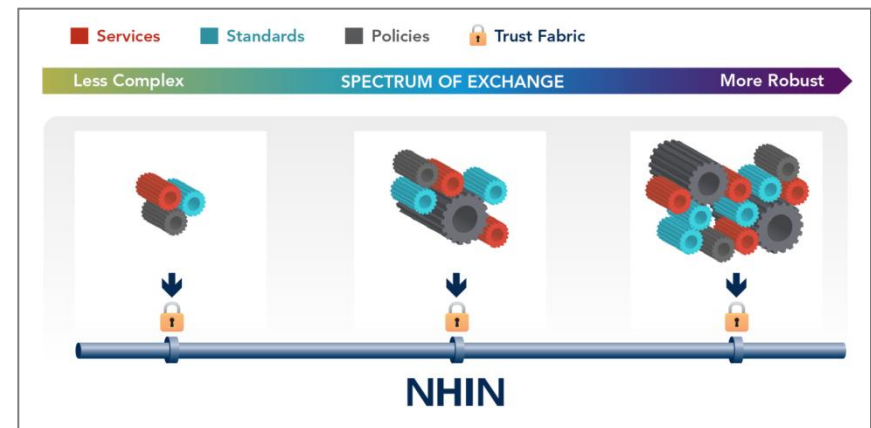 Services Standards Policies Trust Fabric
Less Complex SPECTRUM OF EXCHANGE More Robust
NHIN